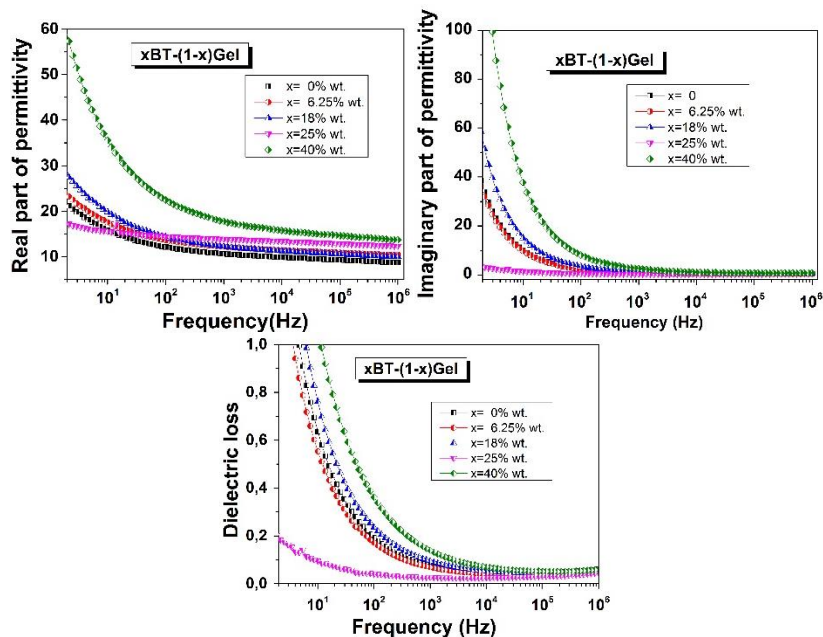 60
50
40
30
20
10
Real part of permittivity
xBT-(1-x)Gel
x= 0% wt.
x= 6.25% wt.
x=18% wt.
x=25% wt.
x=40% wt.
10¹ 10² 10³ 10⁴ 10⁵ 10⁶
Frequency(Hz)
100
80
60
40
20
0
Imaginary part of permittivity
xBT-(1-x)Gel
x= 0
x= 6.25% wt.
x=18% wt.
x=25% wt.
x=40% wt.
10¹ 10² 10³ 10⁴ 10⁵ 10⁶
Frequency (Hz)
1,0
0,8
0,6
0,4
0,2
0,0
Dielectric loss
xBT-(1-x)Gel
x= 0% wt.
x= 6.25% wt.
x=18% wt.
x=25% wt.
x=40% wt.
10¹ 10² 10³ 10⁴ 10⁵ 10⁶
Frequency (Hz)